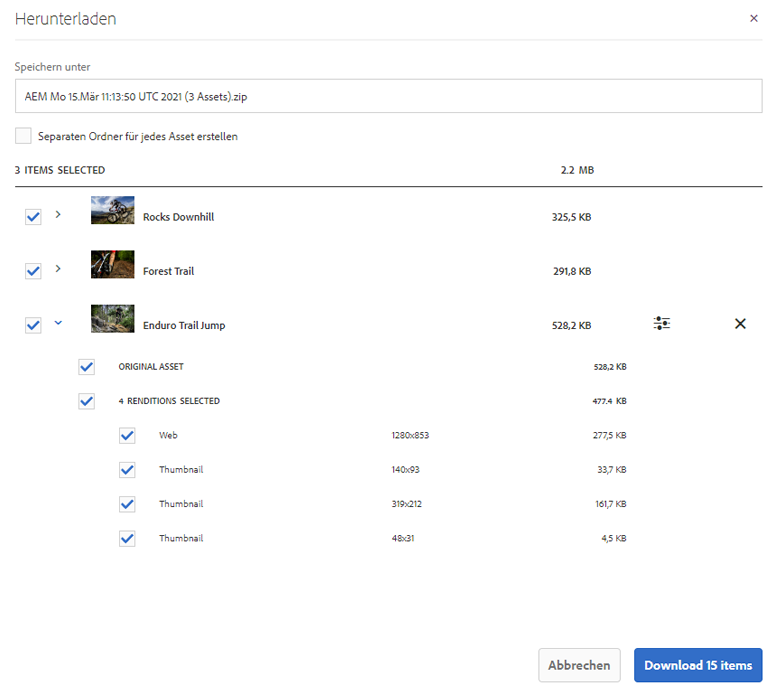 Herunterladen
Speichern unter
AEM Mo 15.Mär 11:13:50 UTC 2021 (3 Assets).zip
Separaten Ordner für jedes Asset erstellen
3 ITEMS SELECTED 2.2 MB
Rocks Downhill 325,5 KB
Forest Trail 291,8 KB
Enduro Trail Jump 528,2 KB
ORIGINAL ASSET 528,2 KB
4 RENDITIONS SELECTED 477.4 KB
Web 1280x853 277,5 KB
Thumbnail 140x93 33,7 KB
Thumbnail 319x212 161,7 KB
Thumbnail 48x31 4,5 KB
Abbrechen Download 15 items